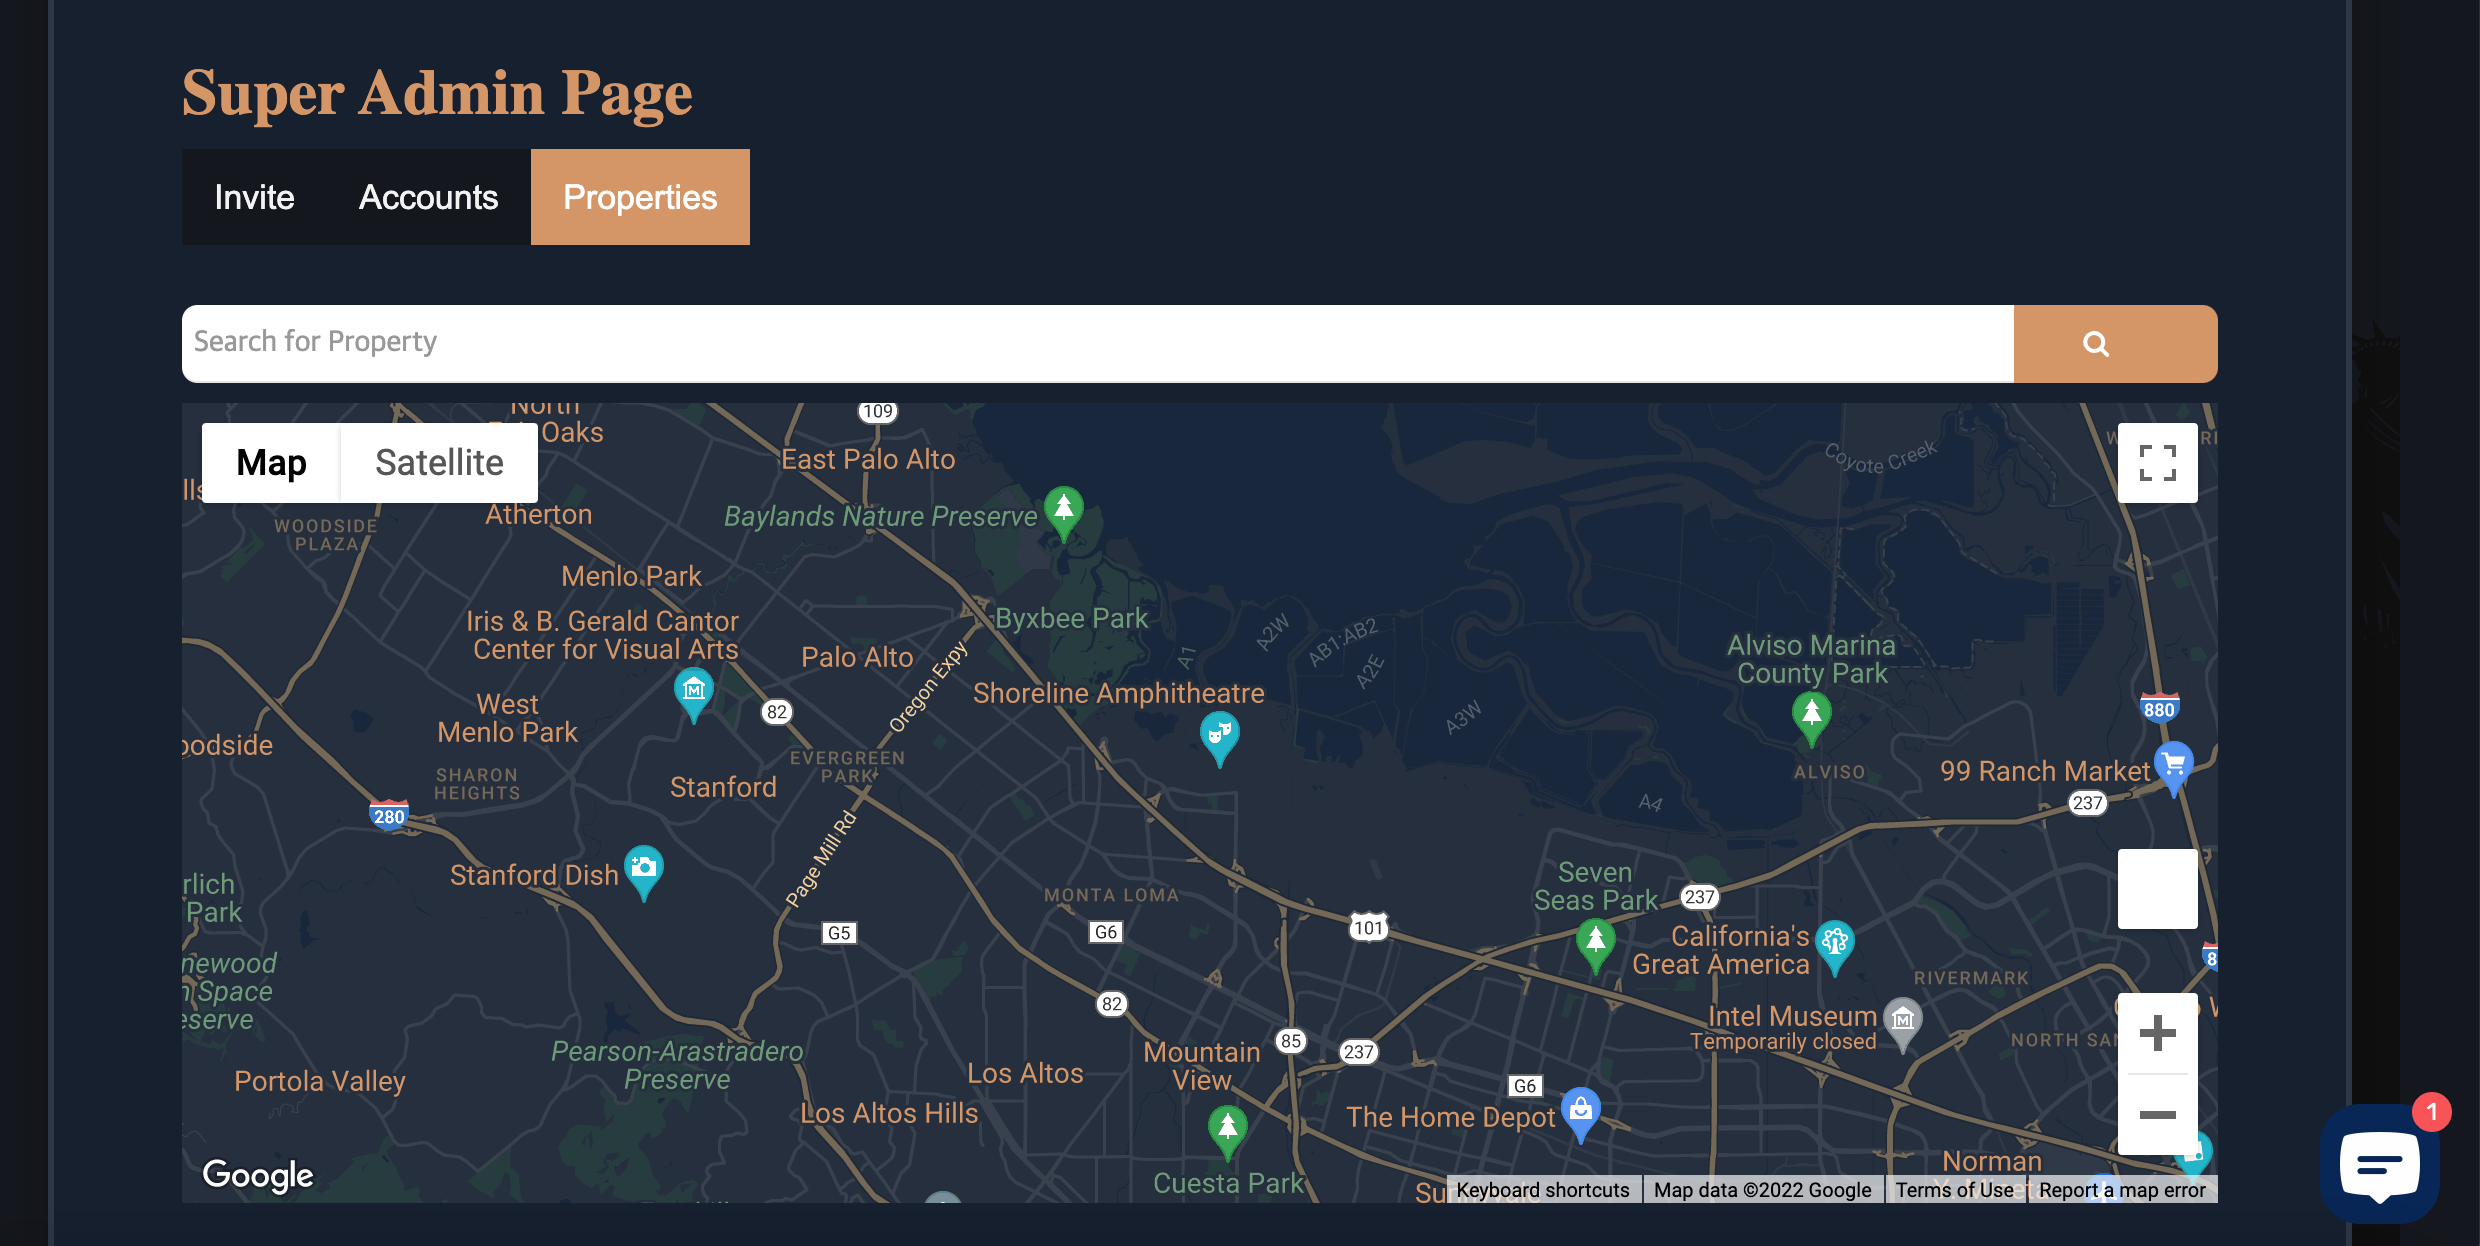 Super Admin Page
Invite
Accounts
Properties
Search for Property
Map
Satellite
North
Oaks
109
East Palo Alto
Coyote Creek
Atherton
Baylands Nature Preserve
WOODSIDE
PLAZA
Menlo Park
Iris & B. Gerald Cantor
Center for Visual Arts
Palo Alto
Oregon Expy
Byxbee Park
A1
A2W
AB1;AB2
A2E
A3W
Alviso Marina
County Park
Shoreline Amphitheatre
West
Menlo Park
82
880
oodside
EVERGREEN
PARK
SHARON
HEIGHTS
Stanford
ALVISO
99 Ranch Market
237
280
A4
Page Mill Rd
Stanford Dish
rlich
Park
MONTA LOMA
Seven
Seas Park
237
G5
G6
101
California's
Great America
newood
n Space
eserve
RIVERMARK
82
Intel Museum
Temporarily closed
85
237
NORTH SAN
Pearson-Arastradero
Preserve
Mountain
View
Portola Valley
Los Altos
G6
Los Altos Hills
The Home Depot
1
Cuesta Park
Norman
Google
Keyboard shortcuts
Map data ©2022 Google
Terms of Use
Report a map error